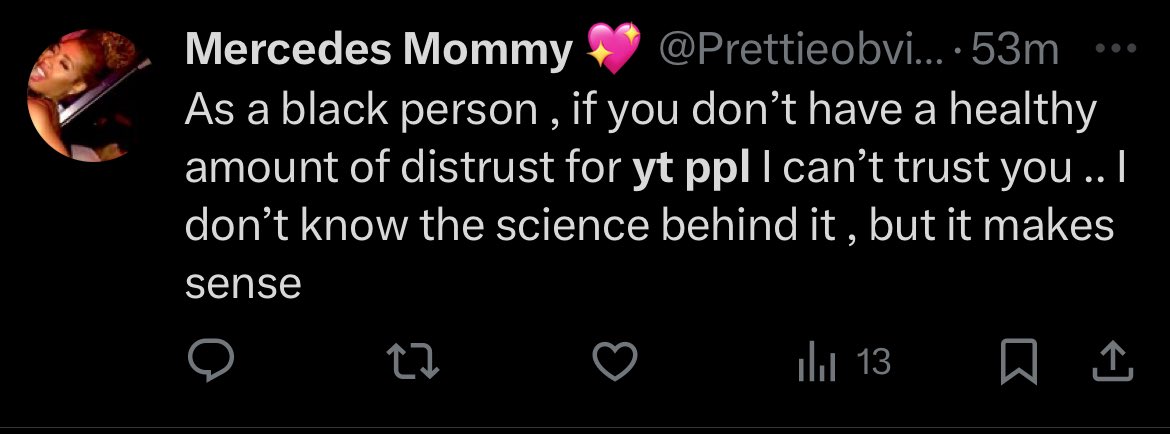 Mercedes Mommy 💖 @Prettieobvi... · 53m
As a black person , if you don’t have a healthy
amount of distrust for yt ppl I can’t trust you .. I
don’t know the science behind it , but it makes
sense
13